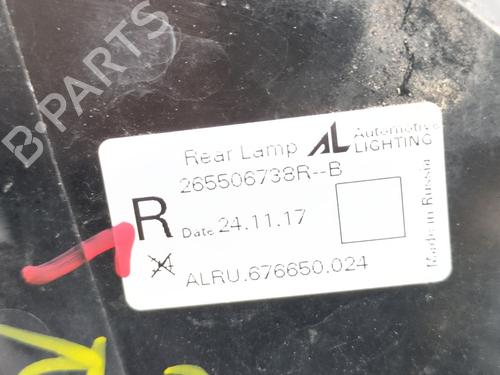 B-PARTS
Rear Lamp AL Automotive LIGHTING
265506738R--B
R
Date 24.11.17
ALRU.676650.024
Made in Russia